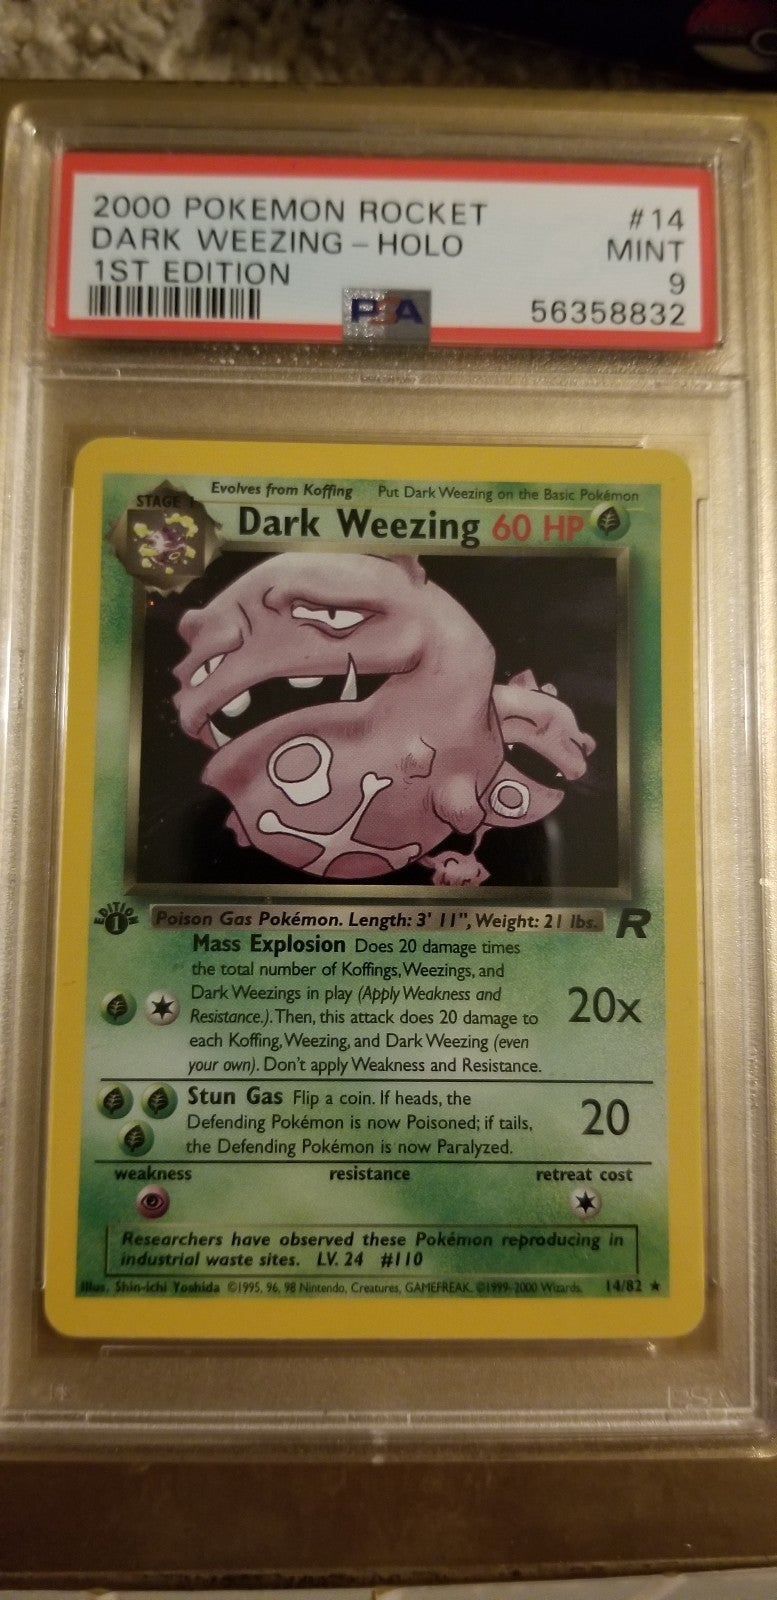 2000 POKEMON ROCKET #14
DARK WEEZING - HOLO MINT
1ST EDITION 9
PSA 56358832
Evolves from Koffing Put Dark Weezing on the Basic Pokémon
STAGE 1
Dark Weezing 60 HP
EDITION 1
Poison Gas Pokémon. Length: 3' 11", Weight: 21 lbs. R
Mass Explosion Does 20 damage times
the total number of Koffings, Weezings, and
Dark Weezings in play (Apply Weakness and
Resistance.). Then, this attack does 20 damage to
each Koffing, Weezing, and Dark Weezing (even
your own). Don't apply Weakness and Resistance.
20x
Stun Gas Flip a coin. If heads, the
Defending Pokémon is now Poisoned; if tails,
the Defending Pokémon is now Paralyzed.
20
weakness resistance retreat cost
Researchers have observed these Pokémon reproducing in
industrial waste sites. LV. 24 #110
Illus. Shin-ichi Yoshida ©1995, 96, 98 Nintendo, Creatures, GAMEFREAK. ©1999-2000 Wizards. 14/82 ★
PSA